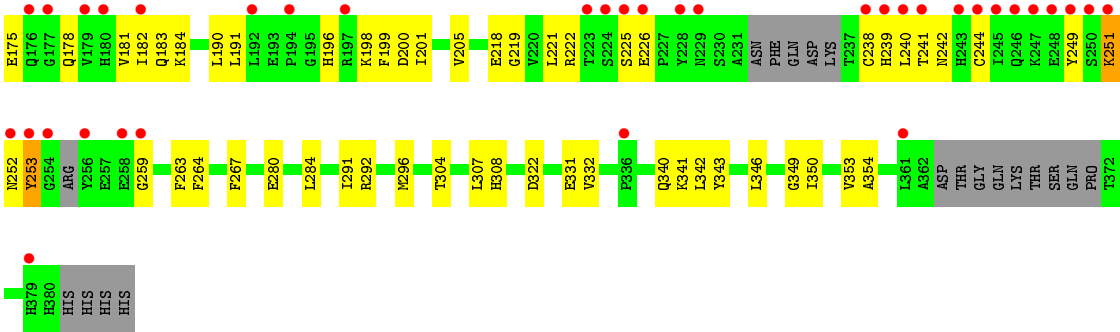 E175 Q176 G177 Q178 V179 H180 V181 I182 Q183 K184 L190 L191 L192 E193 P194 G195 H196 R197 K198 F199 D200 I201 V205 E218 G219 V220 L221 R222 T223 S224 S225 E226 P227 Y228 N229 S230 A231 ASN PHE GLN ASP LYS T237 C238 H239 L240 T241 N242 H243 C244 I245 Q246 K247 E248 Y249 S250 K251
N252 Y253 G254 ARG Y256 E257 E258 G259 F263 F264 F267 E280 L284 I291 R292 M296 T304 L307 H308 D322 E331 V332 P336 Q340 K341 L342 Y343 L346 G349 I350 V353 A354 L361 A362 ASP THR GLY GLN LYS THR SER GLN PRO T372
H379 H380 HIS HIS HIS HIS